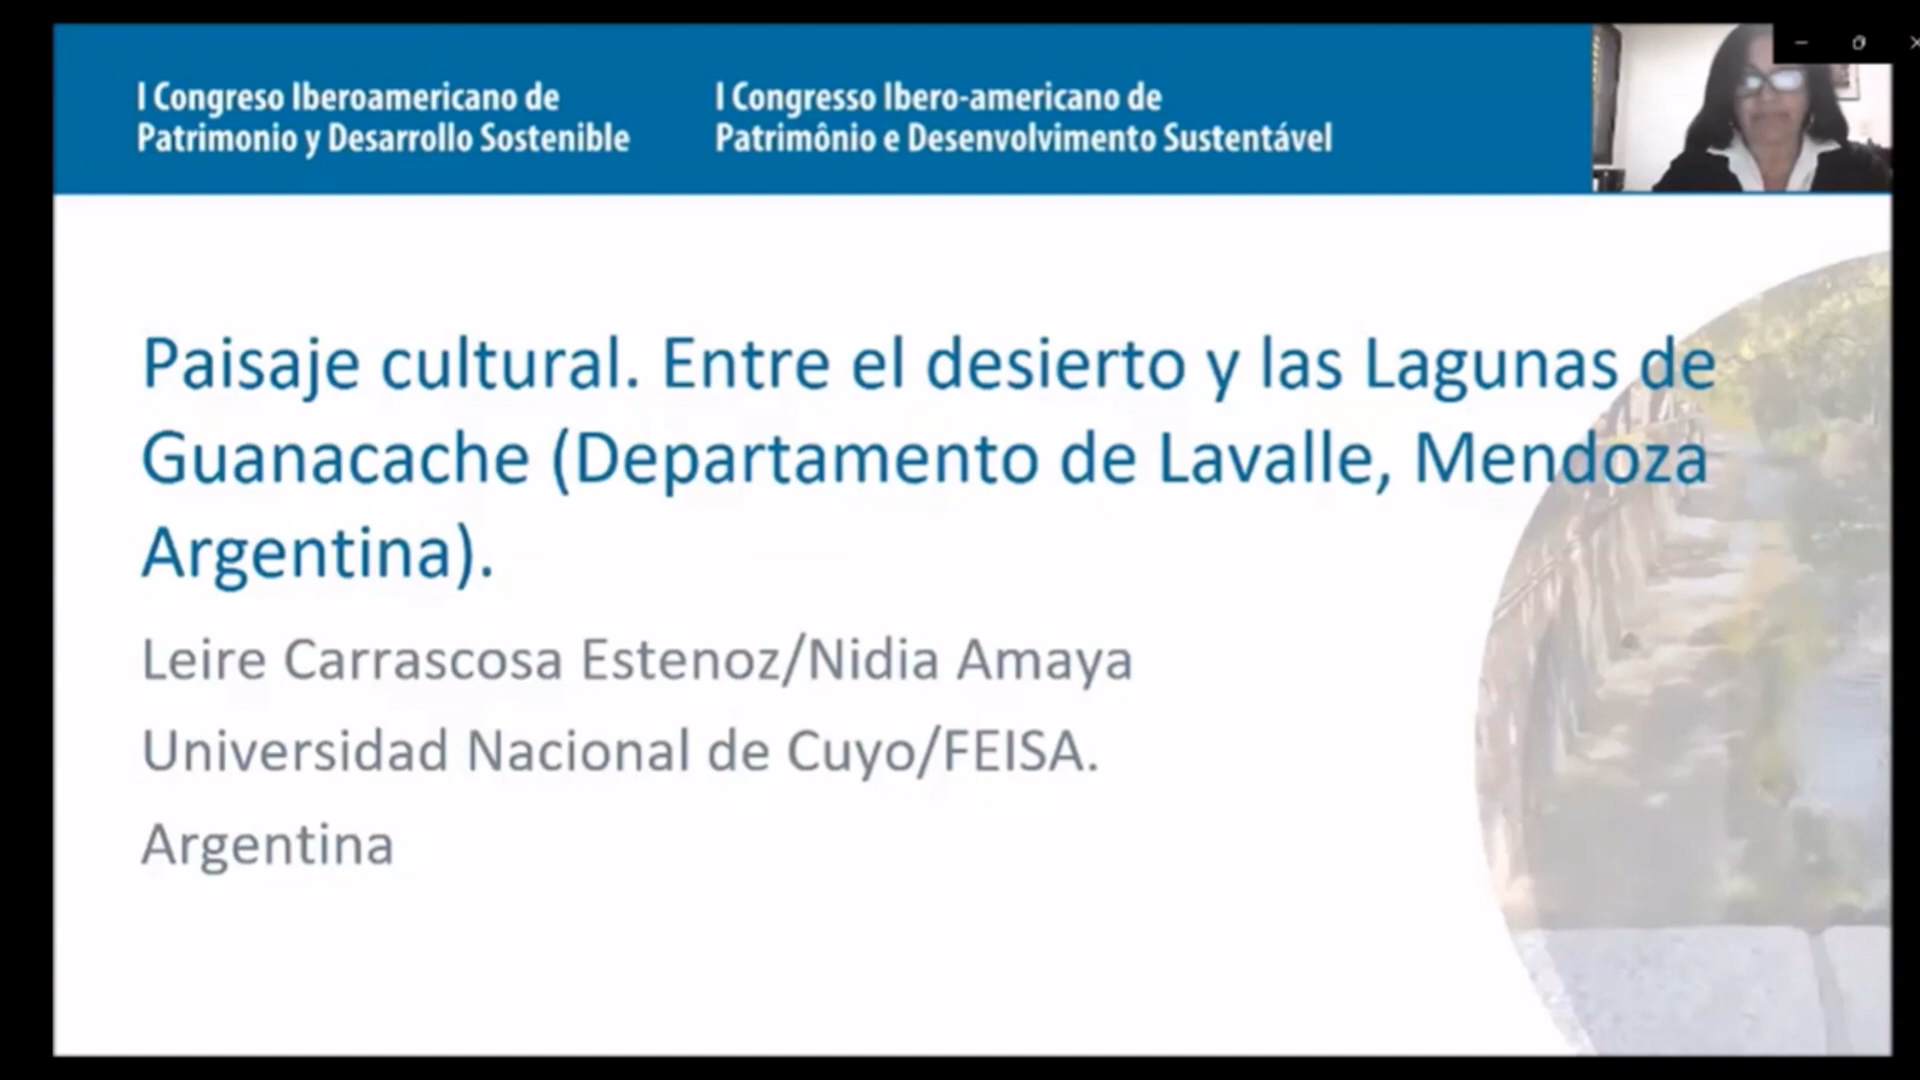 I Congreso Iberoamericano de
Patrimonio y Desarrollo Sostenible
I Congresso Ibero-americano de
Patrimônio e Desenvolvimento Sustentável
Paisaje cultural. Entre el desierto y las Lagunas de
Guanacache (Departamento de Lavalle, Mendoza
Argentina).
Leire Carrascosa Estenoz/Nidia Amaya
Universidad Nacional de Cuyo/FEISA.
Argentina